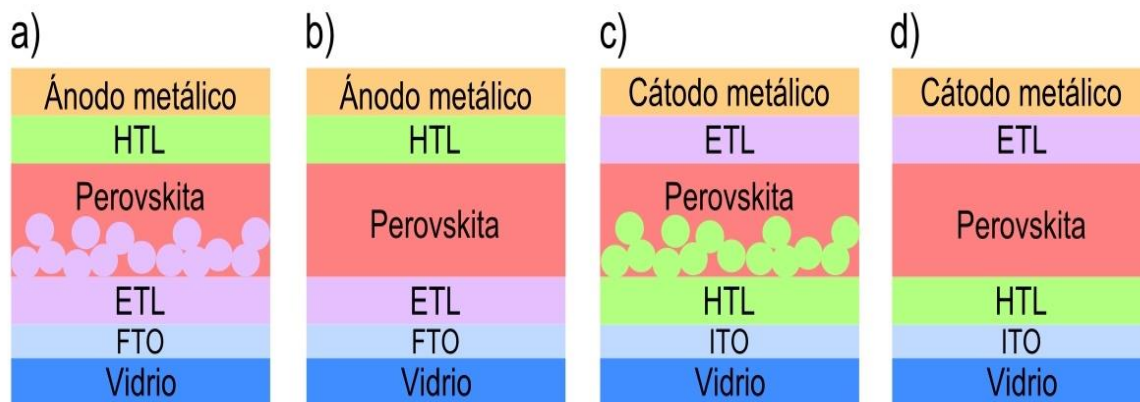 a)
Ánodo metálico
HTL
Perovskita
ETL
FTO
Vidrio
b)
Ánodo metálico
HTL
Perovskita
ETL
FTO
Vidrio
c)
Cátodo metálico
ETL
Perovskita
HTL
ITO
Vidrio
d)
Cátodo metálico
ETL
Perovskita
HTL
ITO
Vidrio